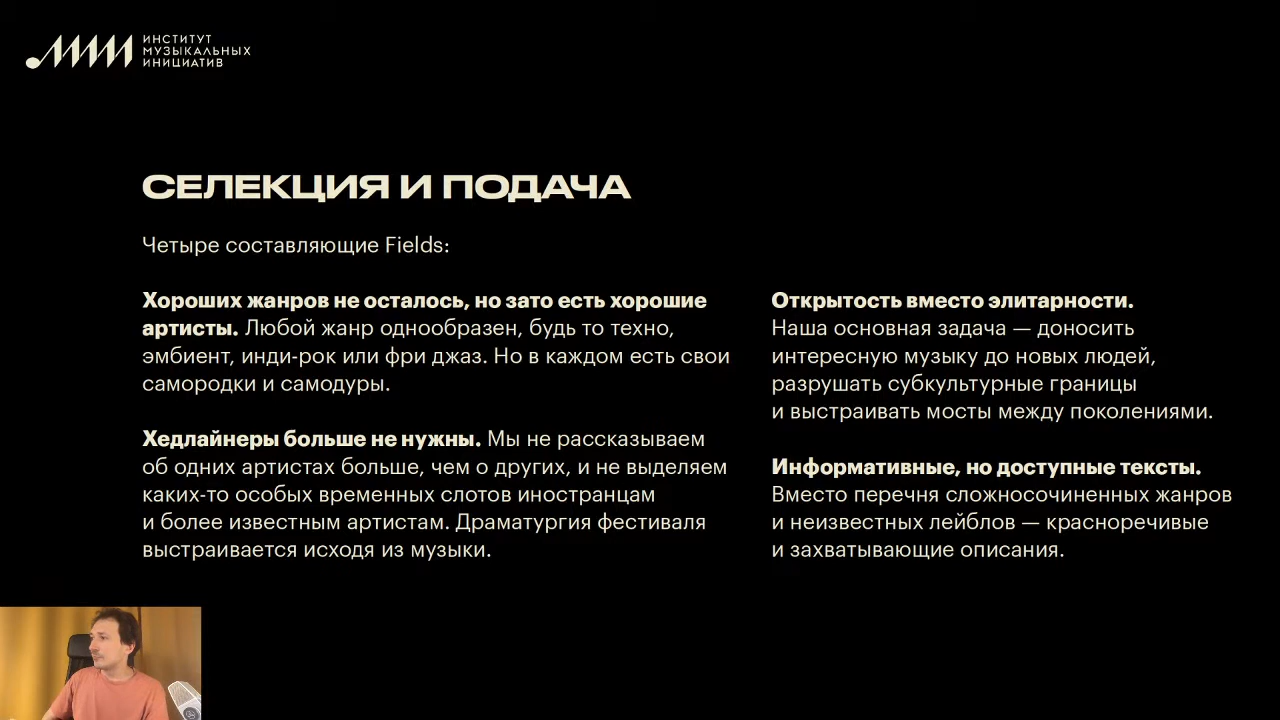 ИНСТИТУТ
МУЗЫКАЛЬНЫХ
ИНИЦИАТИВ
СЕЛЕКЦИЯ И ПОДАЧА
Четыре составляющие Fields:
Хороших жанров не осталось, но зато есть хорошие
артисты. Любой жанр однообразен, будь то техно,
эмбиент, инди-рок или фри джаз. Но в каждом есть свои
самородки и самодуры.
Хедлайнеры больше не нужны. Мы не рассказываем
об одних артистах больше, чем о других, и не выделяем
каких-то особых временных слотов иностранцам
и более известным артистам. Драматургия фестиваля
выстраивается исходя из музыки.
Открытость вместо элитарности.
Наша основная задача — доносить
интересную музыку до новых людей,
разрушать субкультурные границы
и выстраивать мосты между поколениями.
Информативные, но доступные тексты.
Вместо перечня сложносочиненных жанров
и неизвестных лейблов — красноречивые
и захватывающие описания.